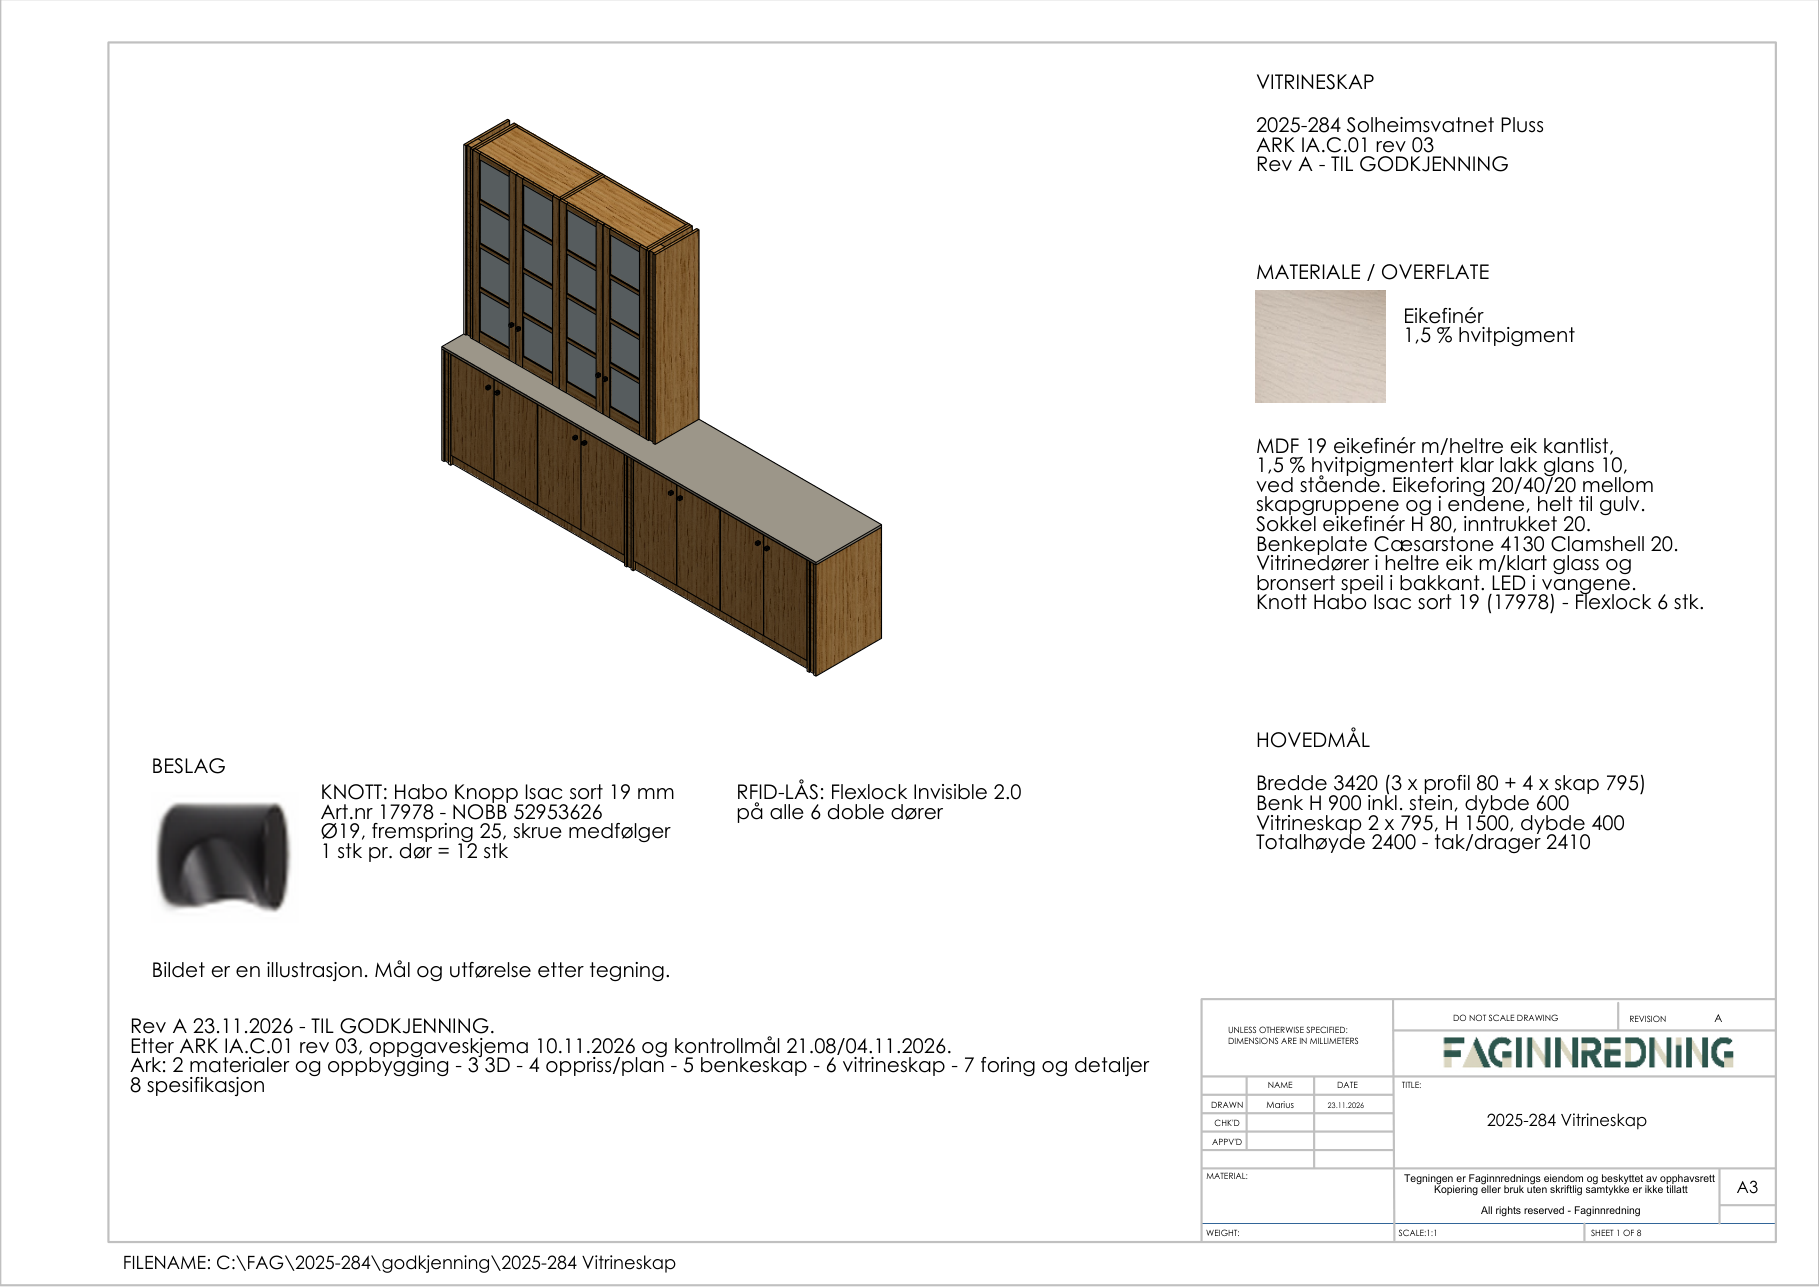 VITRINESKAP
2025-284 Solheimsvatnet Pluss
ARK IA.C.01 rev 03
Rev A - TIL GODKJENNING
MATERIALE / OVERFLATE
Eikefinér
1,5 % hvitpigment
MDF 19 eikefinér m/heltre eik kantlist,
1,5 % hvitpigmentert klar lakk glans 10,
ved stående. Eikeforing 20/40/20 mellom
skapgruppene og i endene, helt til gulv.
Sokkel eikefinér H 80, inntrukket 20.
Benkeplate Cæsarstone 4130 Clamshell 20.
Vitrinedører i heltre eik m/klart glass og
bronsert speil i bakkant. LED i vangene.
Knott Habo Isac sort 19 (17978) - Flexlock 6 stk.
HOVEDMÅL
Bredde 3420 (3 x profil 80 + 4 x skap 795)
Benk H 900 inkl. stein, dybde 600
Vitrineskap 2 x 795, H 1500, dybde 400
Totalhøyde 2400 - tak/drager 2410
BESLAG
KNOTT: Habo Knopp Isac sort 19 mm
Art.nr 17978 - NOBB 52953626
Ø19, fremspring 25, skrue medfølger
1 stk pr. dør = 12 stk
RFID-LÅS: Flexlock Invisible 2.0
på alle 6 doble dører
Bildet er en illustrasjon. Mål og utførelse etter tegning.
Rev A 23.11.2026 - TIL GODKJENNING.
Etter ARK IA.C.01 rev 03, oppgaveskjema 10.11.2026 og kontrollmål 21.08/04.11.2026.
Ark: 2 materialer og oppbygging - 3 3D - 4 oppriss/plan - 5 benkeskap - 6 vitrineskap - 7 foring og detaljer
8 spesifikasjon
UNLESS OTHERWISE SPECIFIED:
DIMENSIONS ARE IN MILLIMETERS
DO NOT SCALE DRAWING
REVISION A
FAGINNREDNING
NAME DATE
DRAWN Marius 23.11.2026
CHK'D
APPV'D
TITLE:
2025-284 Vitrineskap
MATERIAL:
Tegningen er Faginnrednings eiendom og beskyttet av opphavsrett
Kopiering eller bruk uten skriftlig samtykke er ikke tillatt
All rights reserved - Faginnredning
A3
WEIGHT:
SCALE:1:1
SHEET 1 OF 8
FILENAME: C:\FAG\2025-284\godkjenning\2025-284 Vitrineskap